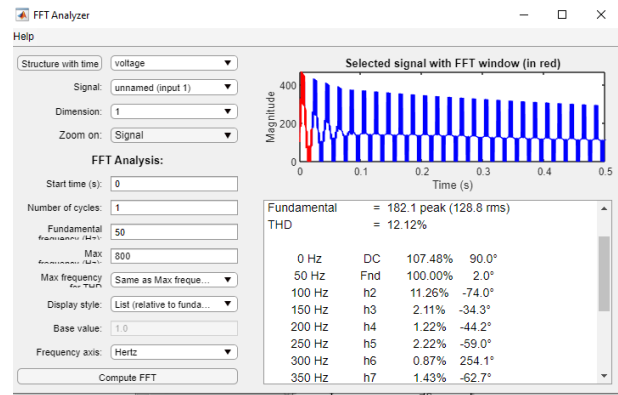 FFT Analyzer
Help
Structure with time voltage
Signal: unnamed (input 1)
Dimension: 1
Zoom on: Signal
FFT Analysis:
Start time (s): 0
Number of cycles: 1
Fundamental
frequency (Hz): 50
Max
frequency (Hz): 800
Max frequency
for THD Same as Max freque...
Display style: List (relative to funda...
Base value: 1.0
Frequency axis: Hertz
Compute FFT
Selected signal with FFT window (in red)
Magnitude
400
200
0
0 0.1 0.2 0.3 0.4 0.5
Time (s)
Fundamental = 182.1 peak (128.8 rms)
THD = 12.12%
0 Hz DC 107.48% 90.0°
50 Hz Fnd 100.00% 2.0°
100 Hz h2 11.26% -74.0°
150 Hz h3 2.11% -34.3°
200 Hz h4 1.22% -44.2°
250 Hz h5 2.22% -59.0°
300 Hz h6 0.87% 254.1°
350 Hz h7 1.43% -62.7°